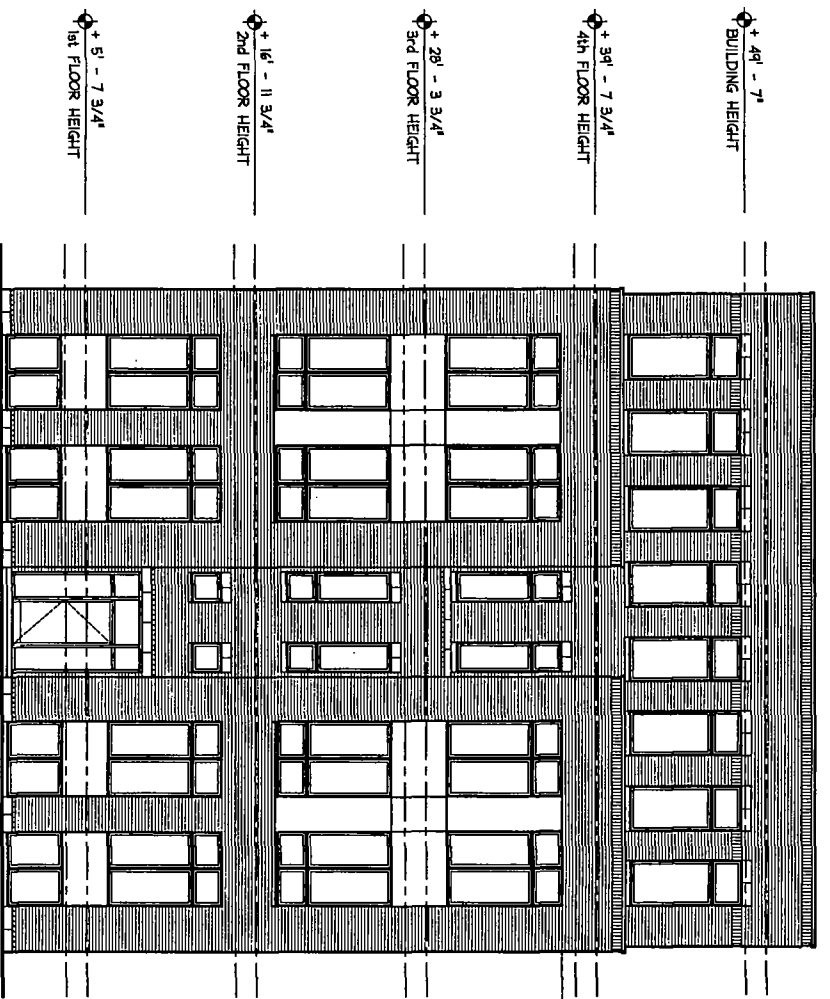 + 49' - 7"
BUILDING HEIGHT
+ 39' - 7 3/4"
4th FLOOR HEIGHT
+ 28' - 3 3/4"
3rd FLOOR HEIGHT
+ 16' - 11 3/4"
2nd FLOOR HEIGHT
+ 5' - 7 3/4"
1st FLOOR HEIGHT